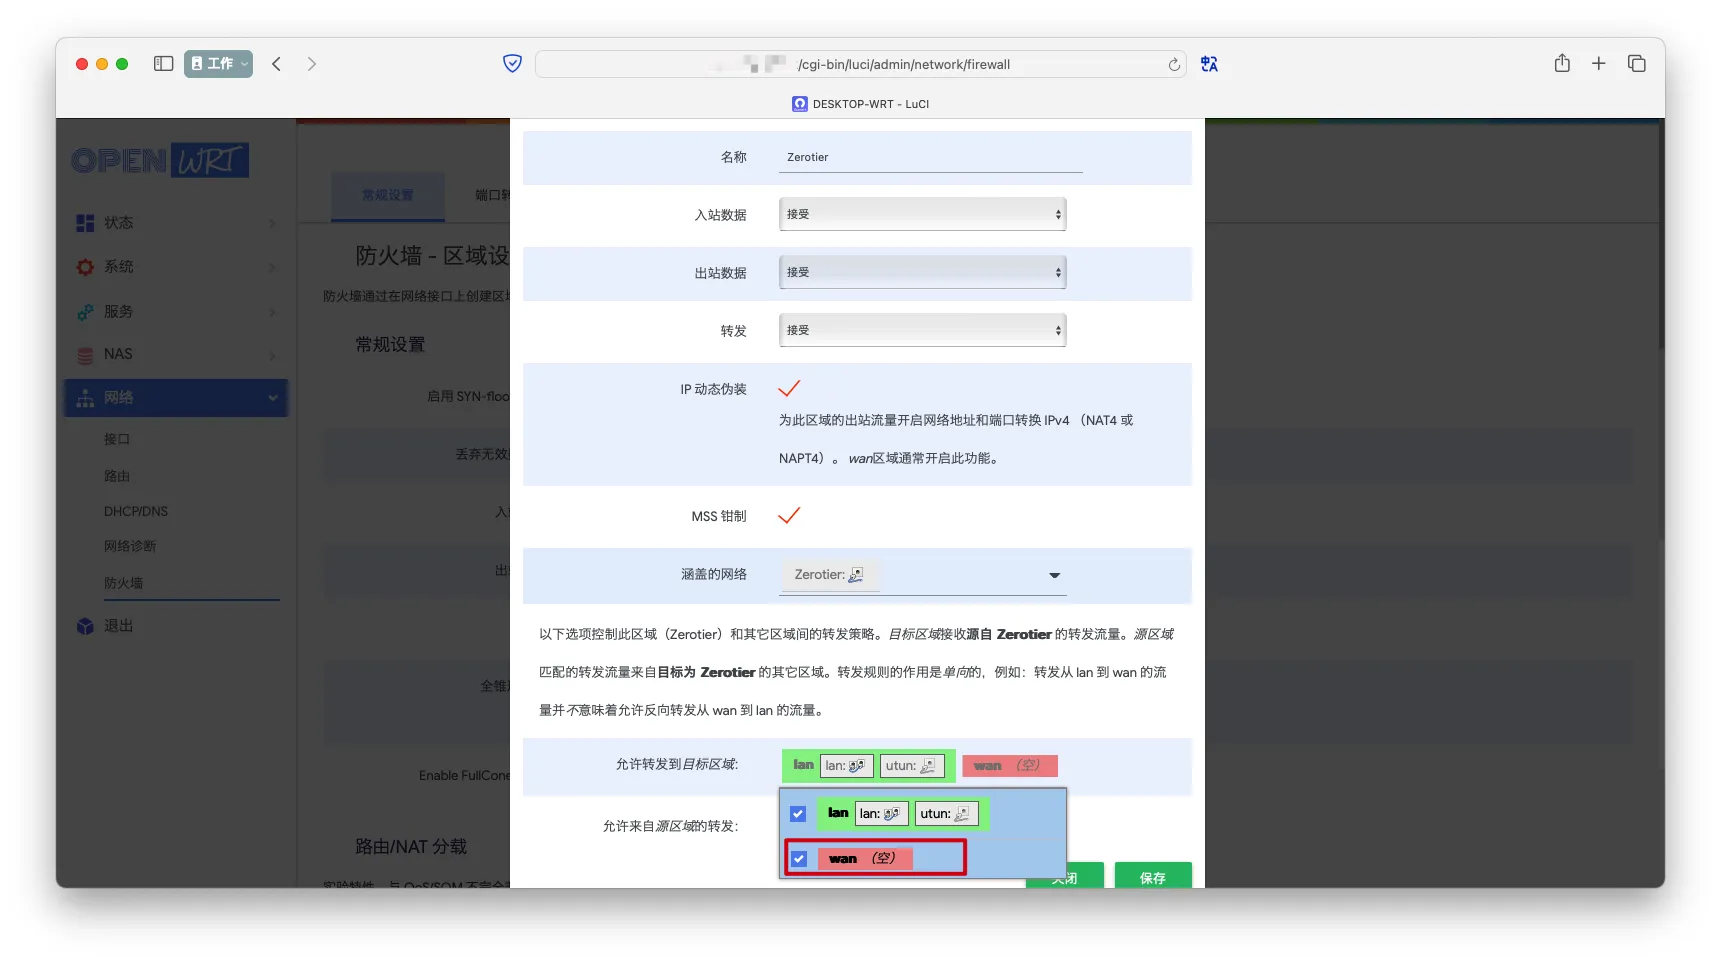 工作
/cgi-bin/luci/admin/network/firewall
DESKTOP-WRT - LuCI
OPENWRT
状态
系统
服务
NAS
网络
接口
路由
DHCP/DNS
网络诊断
防火墙
退出
常规设置
端口转
防火墙 - 区域设
防火墙通过在网络接口上创建区域
常规设置
启用 SYN-floo
丢弃无效
入
出
全锥
Enable FullCone
路由/NAT 分载
名称 Zerotier
入站数据 接受
出站数据 接受
转发 接受
IP 动态伪装
为此区域的出站流量开启网络地址和端口转换 IPv4 （NAT4 或
NAPT4）。 wan区域通常开启此功能。
MSS 钳制
涵盖的网络 Zerotier:
以下选项控制此区域（Zerotier）和其它区域间的转发策略。目标区域接收源自 Zerotier 的转发流量。源区域
匹配的转发流量来自目标为 Zerotier 的其它区域。转发规则的作用是单向的，例如：转发从 lan 到 wan 的流
量并不意味着允许反向转发从 wan 到 lan 的流量。
允许转发到目标区域： lan lan: utun: wan （空）
lan lan: utun:
允许来自源区域的转发：
wan （空）
关闭 保存